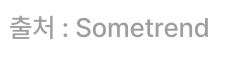 출처 : Sometrend